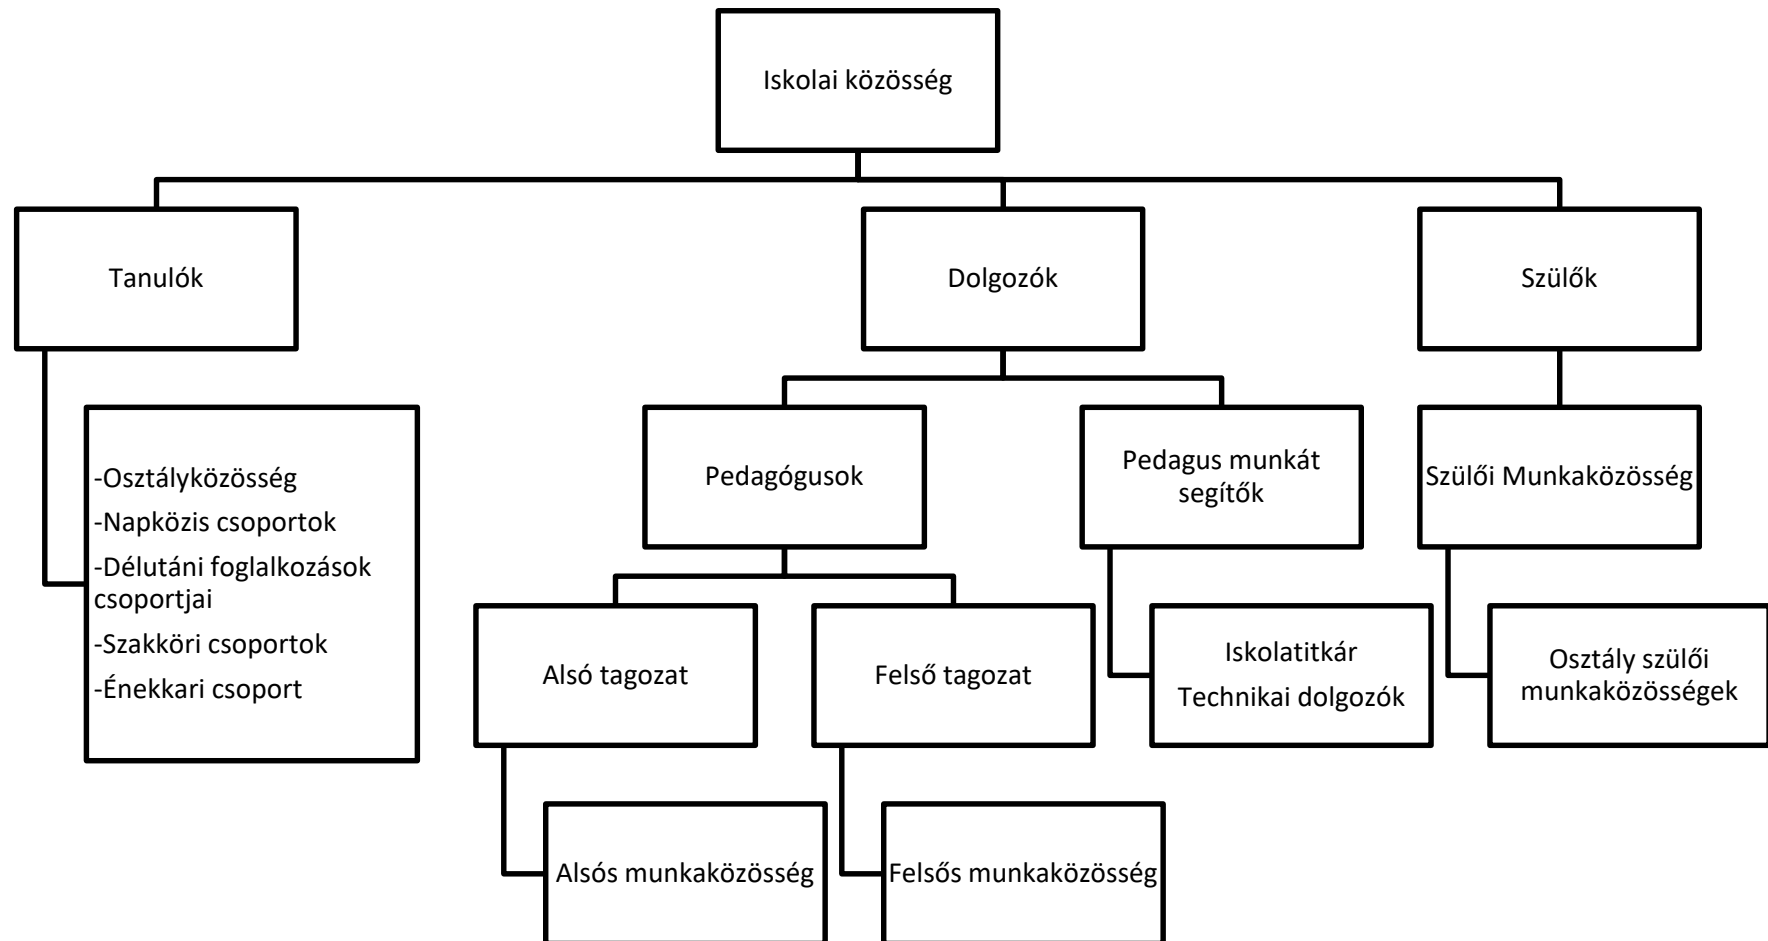 Iskolai közösség
Tanulók
Dolgozók
Szülők
-Osztályközösség
-Napközis csoportok
-Délutáni foglalkozások
csoportjai
-Szakköri csoportok
-Énekkari csoport
Pedagógusok
Pedagus munkát
segítők
Szülői Munkaközösség
Alsó tagozat
Felső tagozat
Iskolatitkár
Technikai dolgozók
Osztály szülői
munkaközösségek
Alsós munkaközösség
Felsős munkaközösség